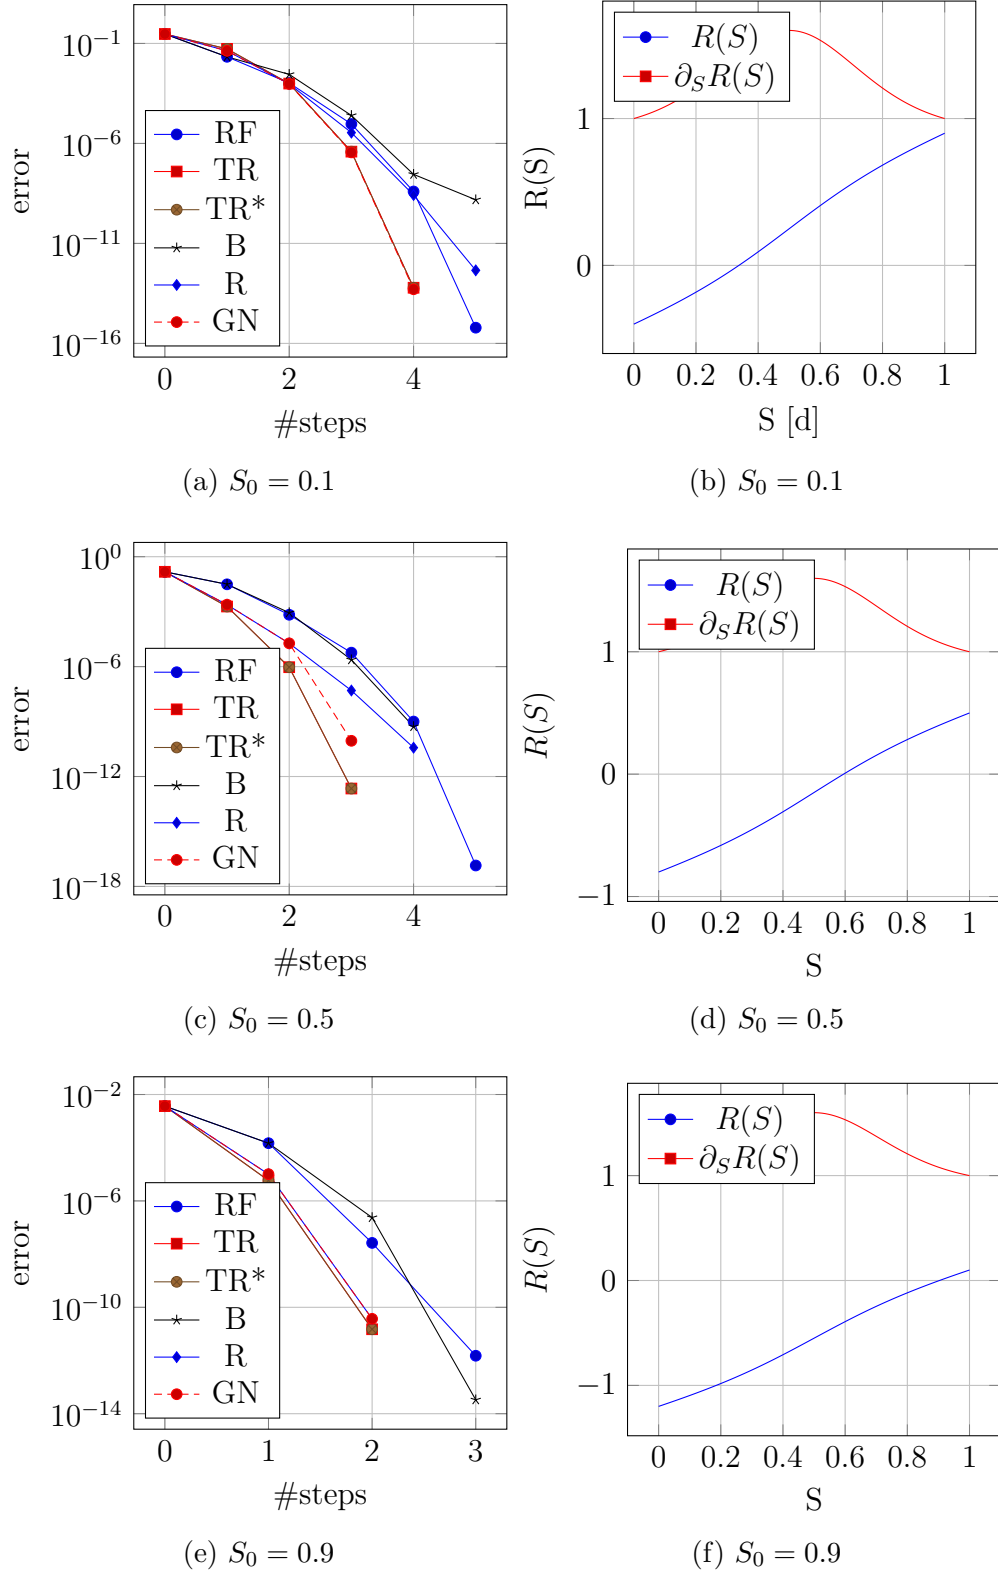 10^{-1}
10^{-6}
10^{-11}
10^{-16}
error
RF
TR
TR*
B
R
GN
0 2 4
#steps
(a) S_0 = 0.1
R(S)
∂_S R(S)
1
0
R(S)
0 0.2 0.4 0.6 0.8 1
S [d]
(b) S_0 = 0.1
10^0
10^{-6}
10^{-12}
10^{-18}
error
RF
TR
TR*
B
R
GN
0 2 4
#steps
(c) S_0 = 0.5
R(S)
∂_S R(S)
1
0
−1
R(S)
0 0.2 0.4 0.6 0.8 1
S
(d) S_0 = 0.5
10^{-2}
10^{-6}
10^{-10}
10^{-14}
error
RF
TR
TR*
B
R
GN
0 1 2 3
#steps
(e) S_0 = 0.9
R(S)
∂_S R(S)
1
0
−1
R(S)
0 0.2 0.4 0.6 0.8 1
S
(f) S_0 = 0.9